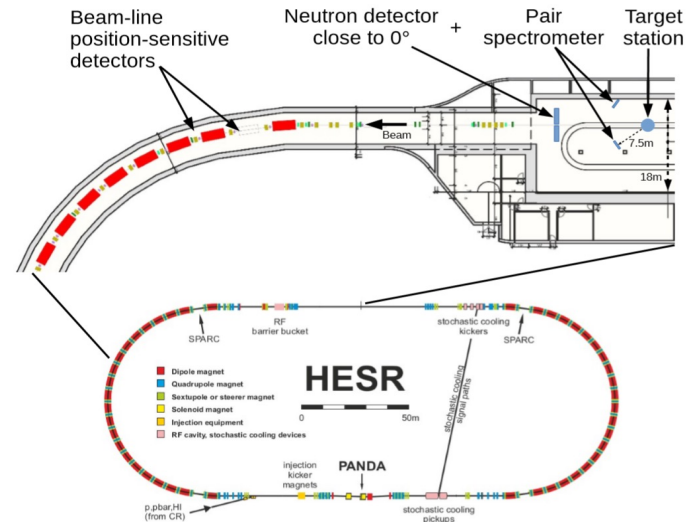 Beam-line
position-sensitive
detectors
Neutron detector
close to 0°
+
Pair
spectrometer
Target
station
Beam
7.5m
18m
RF
barrier bucket
stochastic cooling
kickers
SPARC
SPARC
Dipole magnet
Quadrupole magnet
Sextupole or steerer magnet
Solenoid magnet
Injection equipment
RF cavity, stochastic cooling devices
HESR
0
50m
stochastic cooling
signal paths
injection
kicker
magnets
PANDA
p,pbar,HI
(from CR)
stochastic cooling
pickups